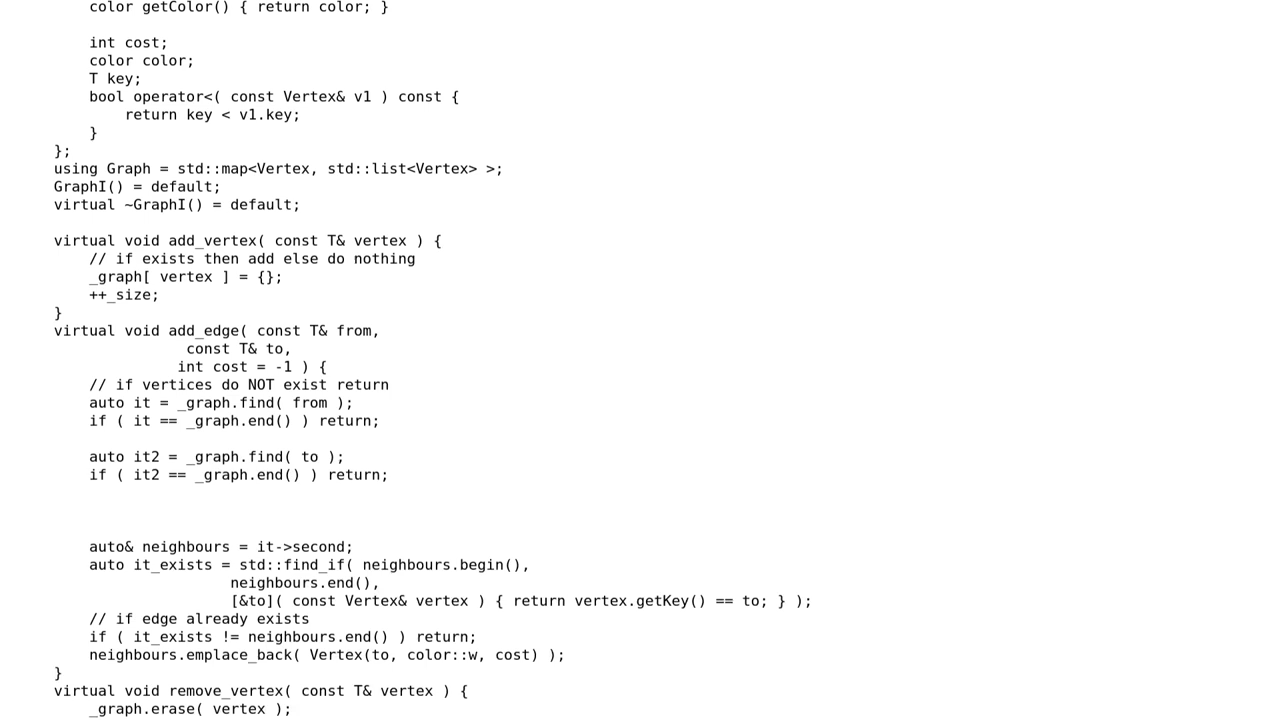 color getColor() { return color; }
int cost;
color color;
T key;
bool operator<( const Vertex& v1 ) const {
return key < v1.key;
}
};
using Graph = std::map<Vertex, std::list<Vertex> >;
GraphI() = default;
virtual ~GraphI() = default;
virtual void add_vertex( const T& vertex ) {
// if exists then add else do nothing
_graph[ vertex ] = {};
++_size;
}
virtual void add_edge( const T& from,
const T& to,
int cost = -1 ) {
// if vertices do NOT exist return
auto it = _graph.find( from );
if ( it == _graph.end() ) return;
auto it2 = _graph.find( to );
if ( it2 == _graph.end() ) return;
auto& neighbours = it->second;
auto it_exists = std::find_if( neighbours.begin(),
neighbours.end(),
[&to]( const Vertex& vertex ) { return vertex.getKey() == to; } );
// if edge already exists
if ( it_exists != neighbours.end() ) return;
neighbours.emplace_back( Vertex(to, color::w, cost) );
}
virtual void remove_vertex( const T& vertex ) {
_graph.erase( vertex );